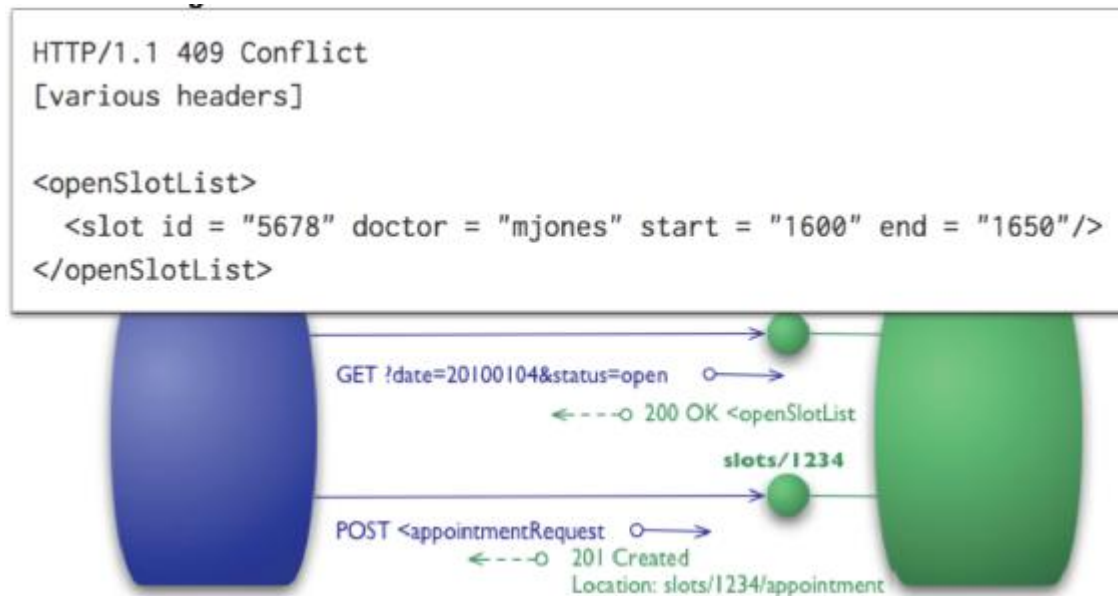 HTTP/1.1 409 Conflict
[various headers]
<openSlotList>
<slot id = "5678" doctor = "mjones" start = "1600" end = "1650"/>
</openSlotList>
GET ?date=20100104&status=open
200 OK <openSlotList
slots/1234
POST <appointmentRequest
201 Created
Location: slots/1234/appointment